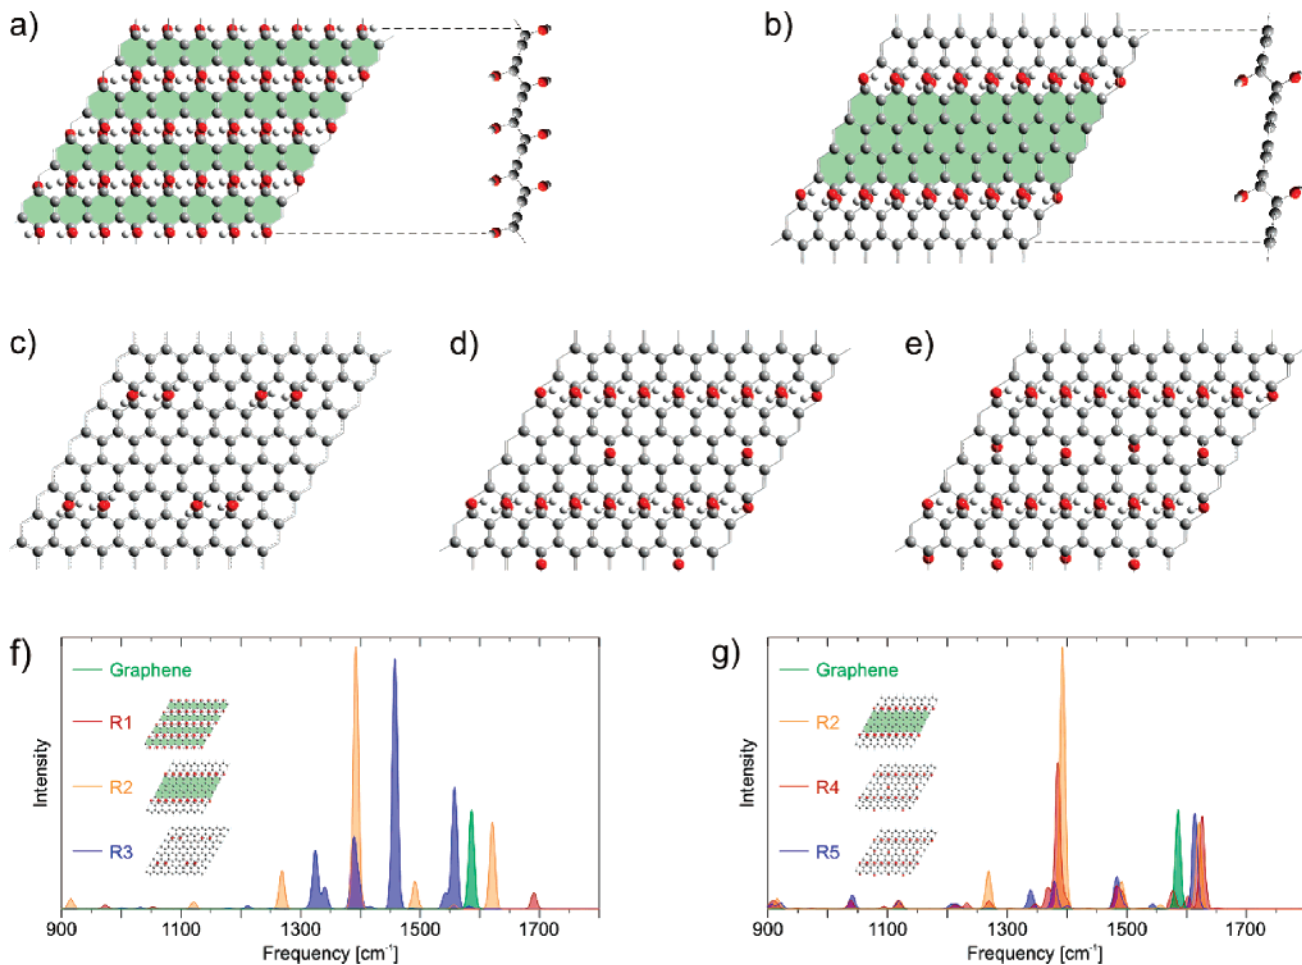 a)
b)
c)
d)
e)
f)
Graphene
R1
R2
R3
Intensity
900 1100 1300 1500 1700
Frequency [cm⁻¹]
g)
Graphene
R2
R4
R5
Intensity
900 1100 1300 1500 1700
Frequency [cm⁻¹]